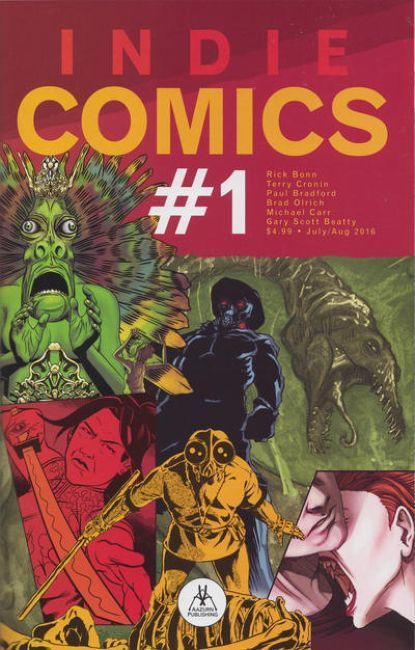 INDIE
COMICS
#1
Rick Bonn
Terry Cronin
Paul Bradford
Brad Olrich
Michael Carr
Gary Scott Beatty
$4.99 • July/Aug 2016
AAZURN
PUBLISHING